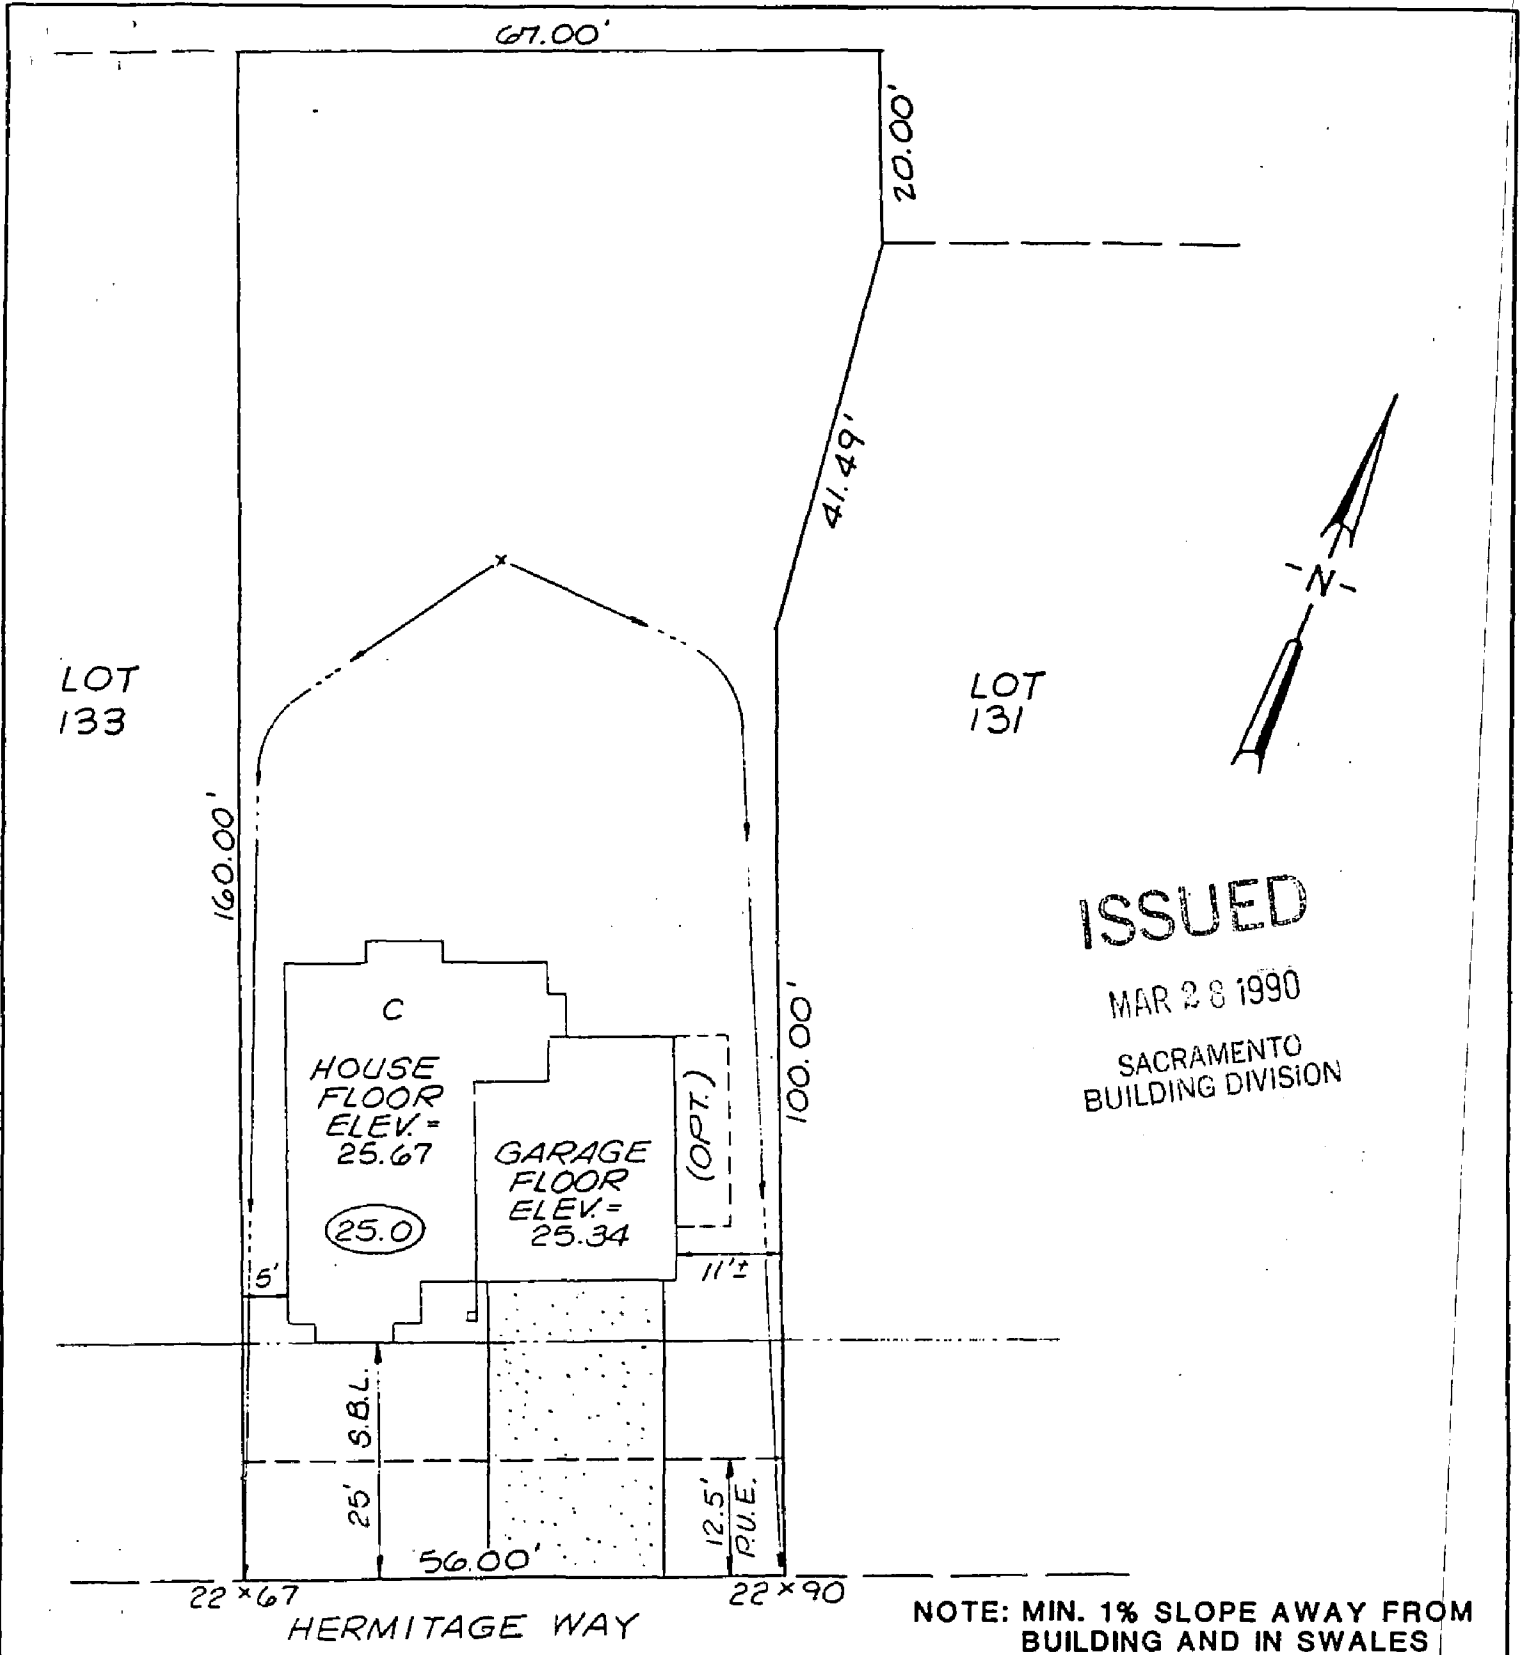 67.00'
20.00'
41.49'
-N-
LOT
133
LOT
131
160.00'
ISSUED
MAR 28 1990
SACRAMENTO
BUILDING DIVISION
C
HOUSE
FLOOR
ELEV. =
25.67
25.0
GARAGE
FLOOR
ELEV. =
25.34
(OPT.)
100.00'
5'
11'±
25' S.B.L.
12.5'
P.U.E.
56.00'
22×67
22×90
HERMITAGE WAY
NOTE: MIN. 1% SLOPE AWAY FROM
BUILDING AND IN SWALES